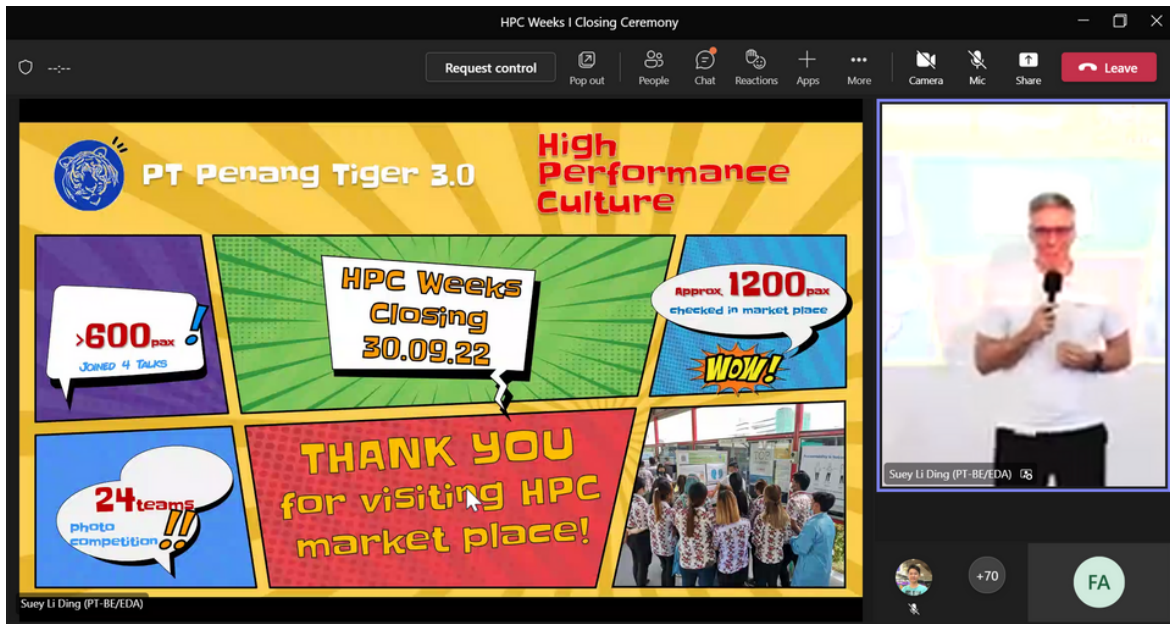 HPC Weeks I Closing Ceremony
--:--
Request control
Pop out
People
Chat
Reactions
Apps
More
Camera
Mic
Share
Leave
PT Penang Tiger 3.0
High
Performance
Culture
>600pax
JOINED 4 TALKS
!
HPC Weeks
Closing
30.09.22
Approx. 1200pax
checked in market place
WOW!
24teams
photo
competition
!!
THANK YOU
for visiting HPC
market place!
Suey Li Ding (PT-BE/EDA)
Suey Li Ding (PT-BE/EDA)
+70
FA